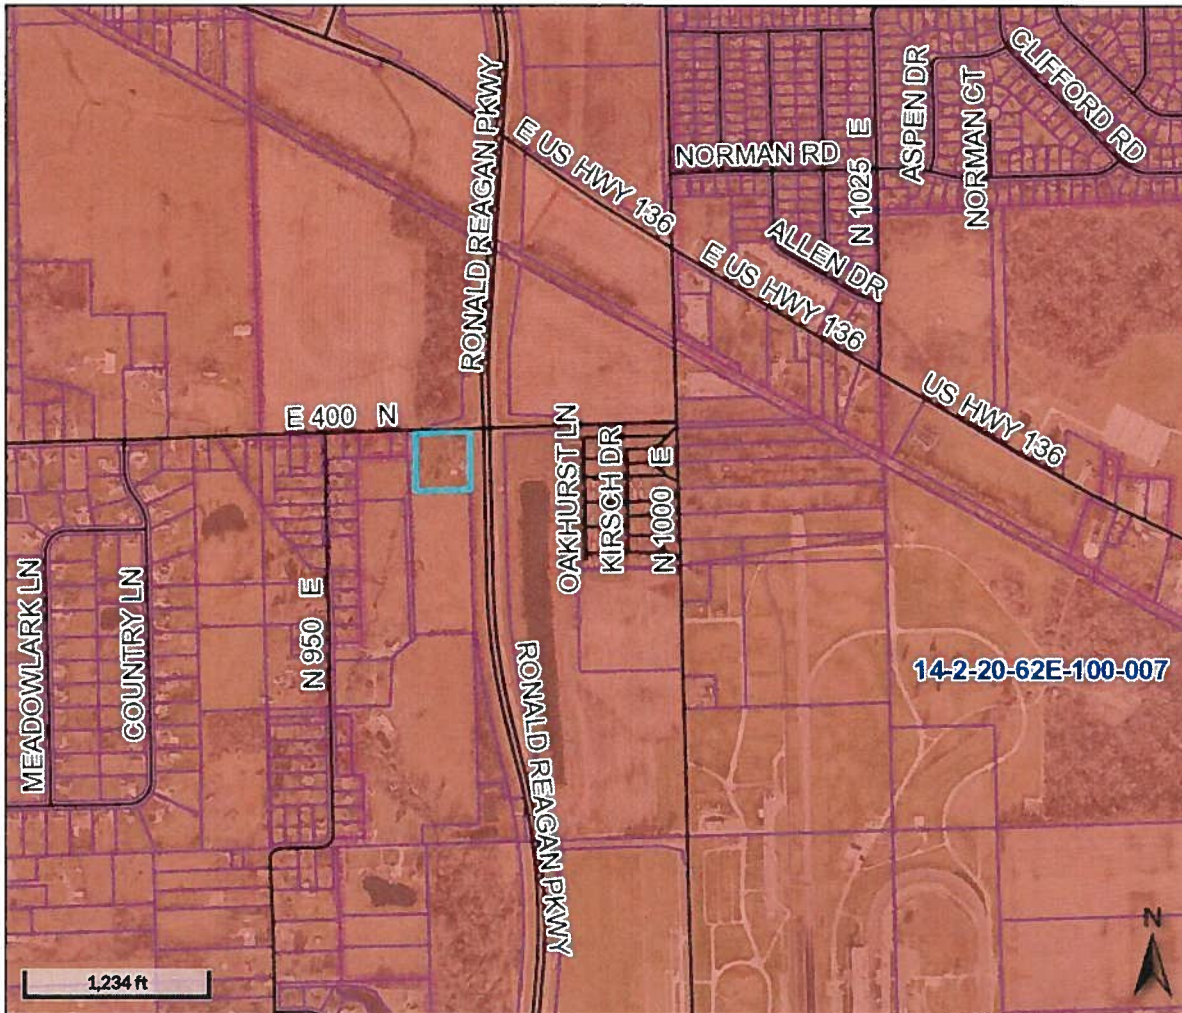 CLIFFORD RD
ASPEN DR
NORMAN CT
RONALD REAGAN PKWY
E US HWY 136
NORMAN RD
N 1025 E
ALLEN DR
E US HWY 136
US HWY 136
E 400 N
OAKHURST LN
KIRSCH DR
N 1000 E
MEADOWLARK LN
COUNTRY LN
N 950 E
14-2-20-62E-100-007
RONALD REAGAN PKWY
N
1,234 ft